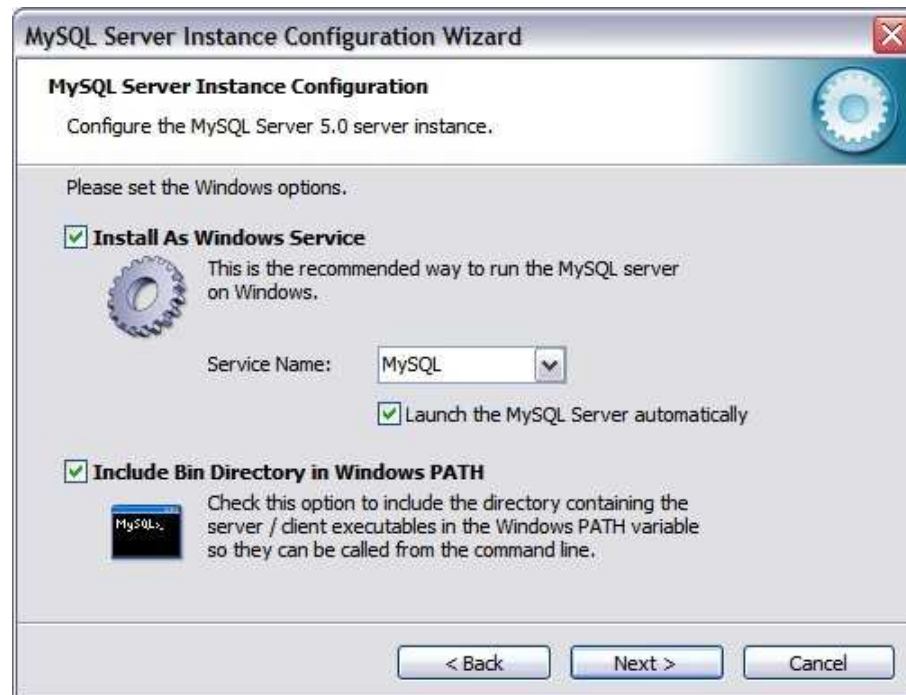 MySQL Server Instance Configuration Wizard
MySQL Server Instance Configuration
Configure the MySQL Server 5.0 server instance.
Please set the Windows options.
Install As Windows Service
This is the recommended way to run the MySQL server
on Windows.
Service Name: MySQL
Launch the MySQL Server automatically
Include Bin Directory in Windows PATH
MySQL>_
Check this option to include the directory containing the
server / client executables in the Windows PATH variable
so they can be called from the command line.
< Back Next > Cancel